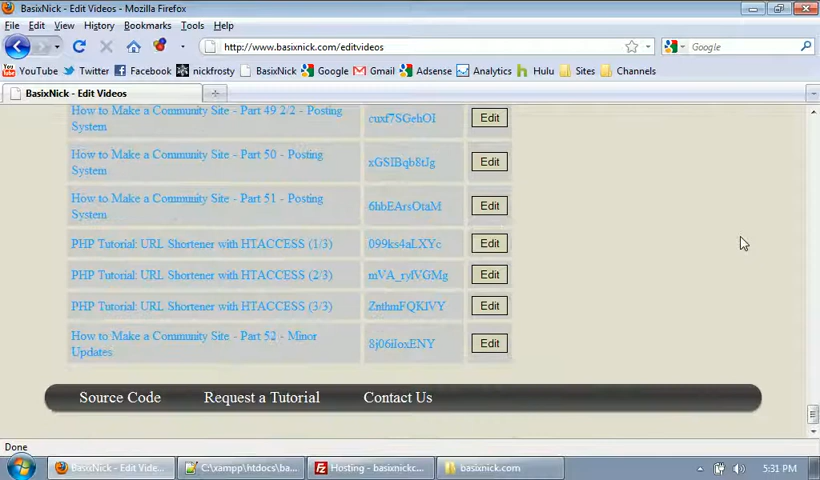 BasixNick - Edit Videos - Mozilla Firefox
File Edit View History Bookmarks Tools Help
http://www.basixnick.com/editvideos
Google
YouTube Twitter Facebook nickfrosty BasixNick Google Gmail Adsense Analytics Hulu Sites Channels
BasixNick - Edit Videos
How to Make a Community Site - Part 49 2/2 - Posting
System
cuxf7SGehOI
Edit
How to Make a Community Site - Part 50 - Posting
System
xGSIBqb8tJg
Edit
How to Make a Community Site - Part 51 - Posting
System
6hbEArsOtaM
Edit
PHP Tutorial: URL Shortener with HTACCESS (1/3)
099ks4aLXYc
Edit
PHP Tutorial: URL Shortener with HTACCESS (2/3)
mVA_rylVGMg
Edit
PHP Tutorial: URL Shortener with HTACCESS (3/3)
ZnthmFQKlVY
Edit
How to Make a Community Site - Part 52 - Minor
Updates
8j06iIoxENY
Edit
Source Code Request a Tutorial Contact Us
Done
BasixNick - Edit Vide... C:\xampp\htdocs\ba... Hosting - basixnickc... basixnick.com 5:31 PM